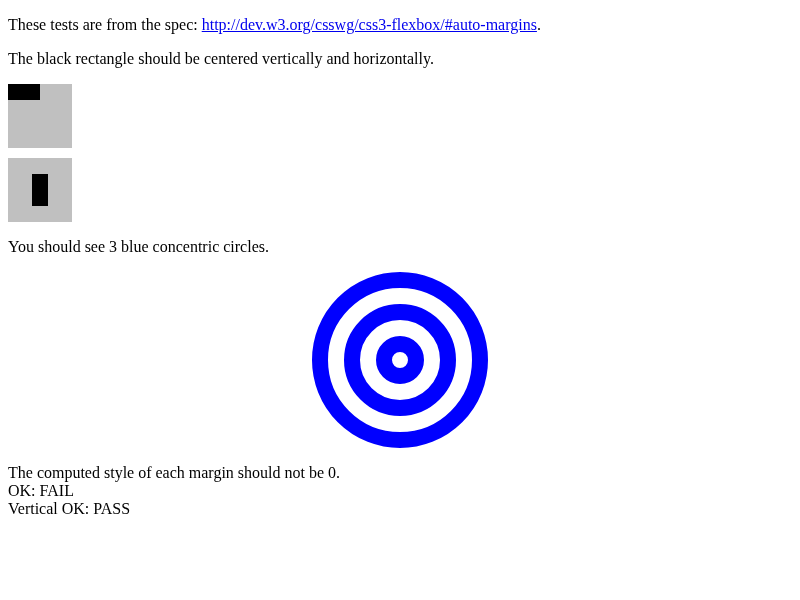 These tests are from the spec: http://dev.w3.org/csswg/css3-flexbox/#auto-margins.
The black rectangle should be centered vertically and horizontally.
You should see 3 blue concentric circles.
The computed style of each margin should not be 0.
OK: FAIL
Vertical OK: PASS